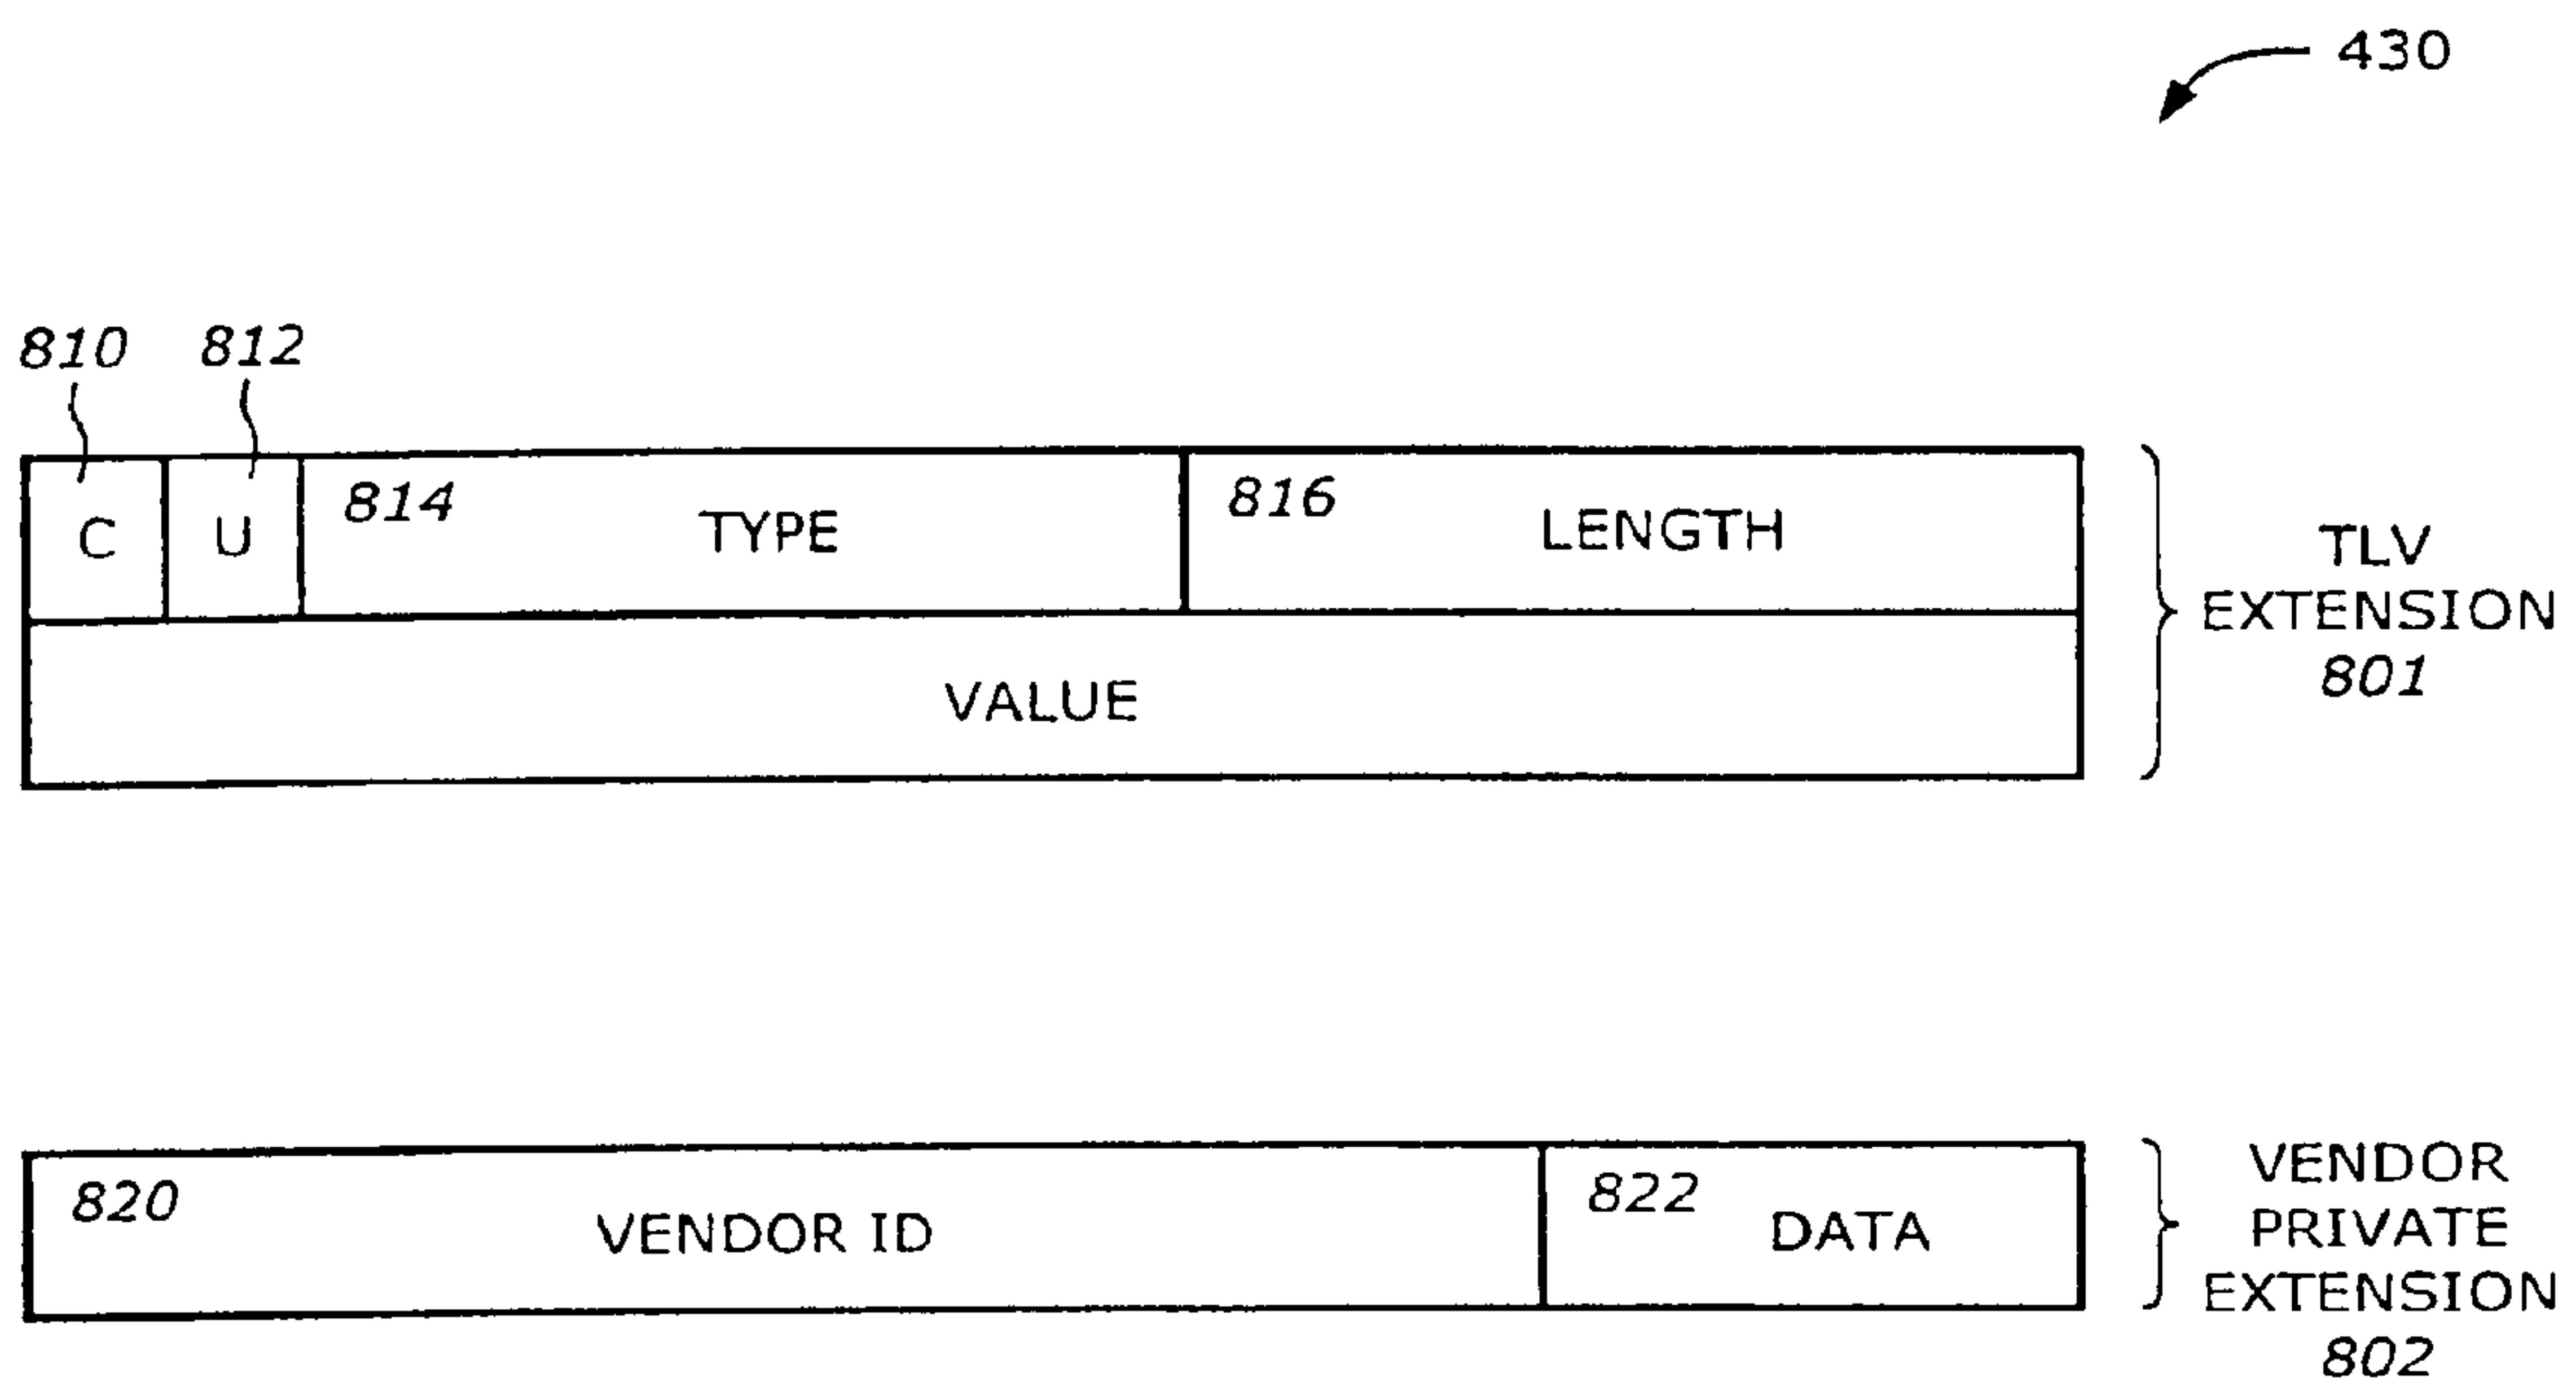 430
810 812
C U 814 TYPE 816 LENGTH
VALUE
TLV
EXTENSION
801
820 VENDOR ID 822 DATA
VENDOR
PRIVATE
EXTENSION
802